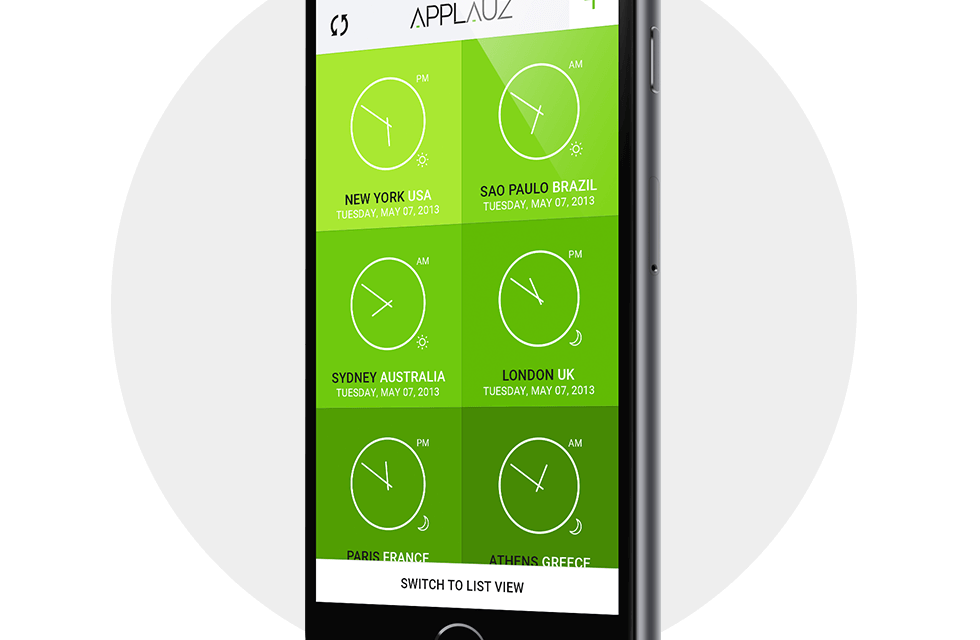 APPLAUZ
PM
NEW YORK USA
TUESDAY, MAY 07, 2013
AM
SAO PAULO BRAZIL
TUESDAY, MAY 07, 2013
AM
SYDNEY AUSTRALIA
TUESDAY, MAY 07, 2013
PM
LONDON UK
TUESDAY, MAY 07, 2013
PM
PARIS FRANCE
AM
ATHENS GREECE
SWITCH TO LIST VIEW